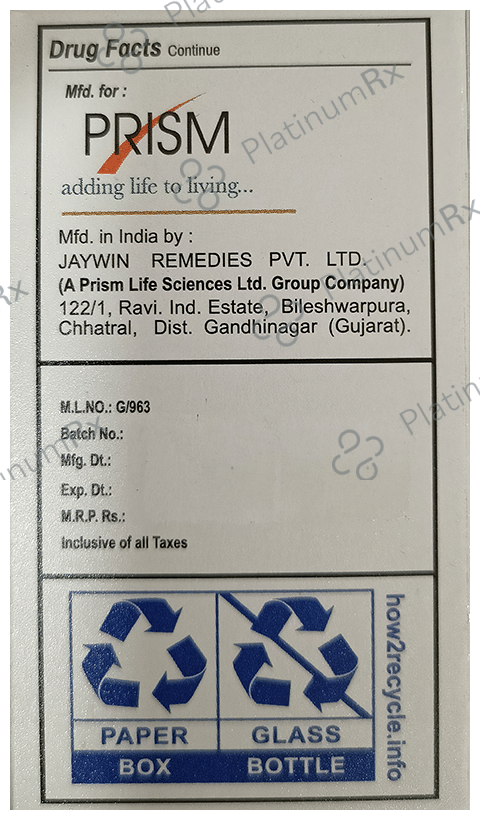 Drug Facts Continue
Mfd. for :
PRISM
adding life to living...
Mfd. in India by :
JAYWIN REMEDIES PVT. LTD.
(A Prism Life Sciences Ltd. Group Company)
122/1, Ravi. Ind. Estate, Bileshwarpura,
Chhatral, Dist. Gandhinagar (Gujarat).
M.L.NO.: G/963
Batch No.:
Mfg. Dt.:
Exp. Dt.:
M.R.P. Rs.:
Inclusive of all Taxes
PAPER
BOX
GLASS
BOTTLE
how2recycle.info
PlatinumRx
PlatinumRx
PlatinumRx